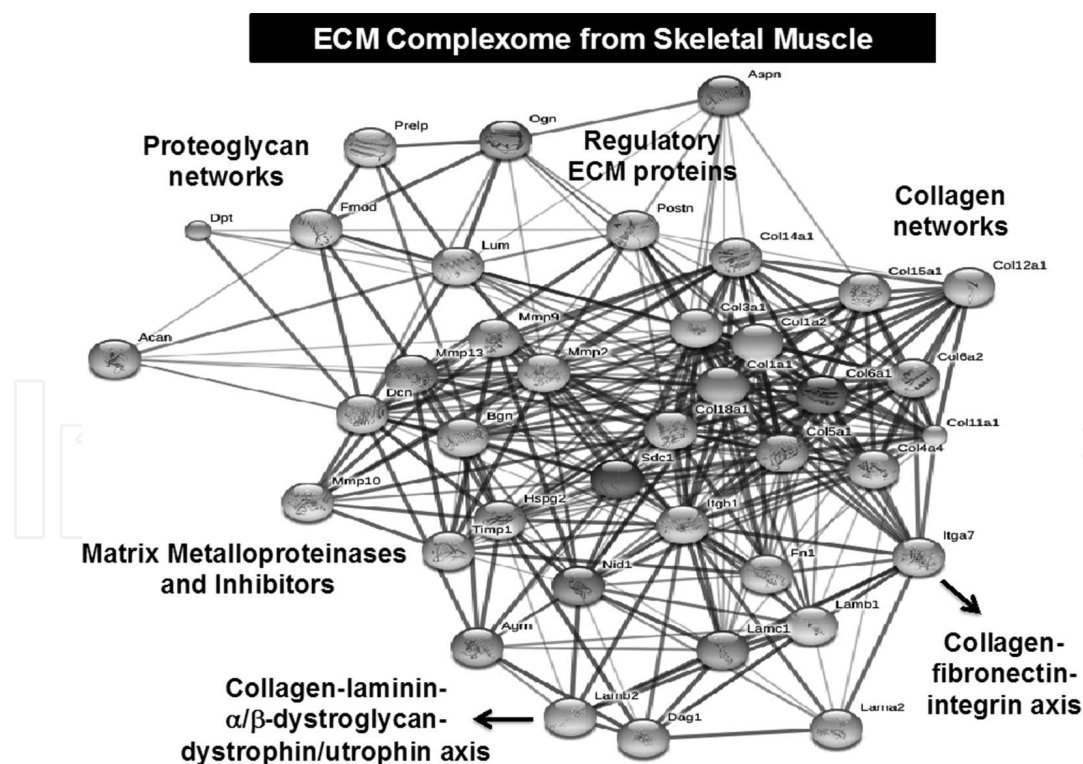 ECM Complexome from Skeletal Muscle
Aspn
Ogn
Prelp
Proteoglycan
networks
Regulatory
ECM proteins
Collagen
networks
Dpt
Fmod
Postn
Lum
Col14a1
Col15a1
Col12a1
Col3a1
Col1a2
Mmp9
Acan
Mmp13
Mmp2
Col1a1
Col6a1
Col6a2
Dcn
Bgn
Col18a1
Col5a1
Col11a1
Col4a4
Sdc1
Mmp10
Hspg2
Itgb1
Timp1
Matrix Metalloproteinases
and Inhibitors
Nid1
Fn1
Itga7
Agrn
Lamc1
Lamb1
Collagen-
fibronectin-
integrin axis
Collagen-laminin-
α/β-dystroglycan-
dystrophin/utrophin axis
Lamb2
Dag1
Lama2